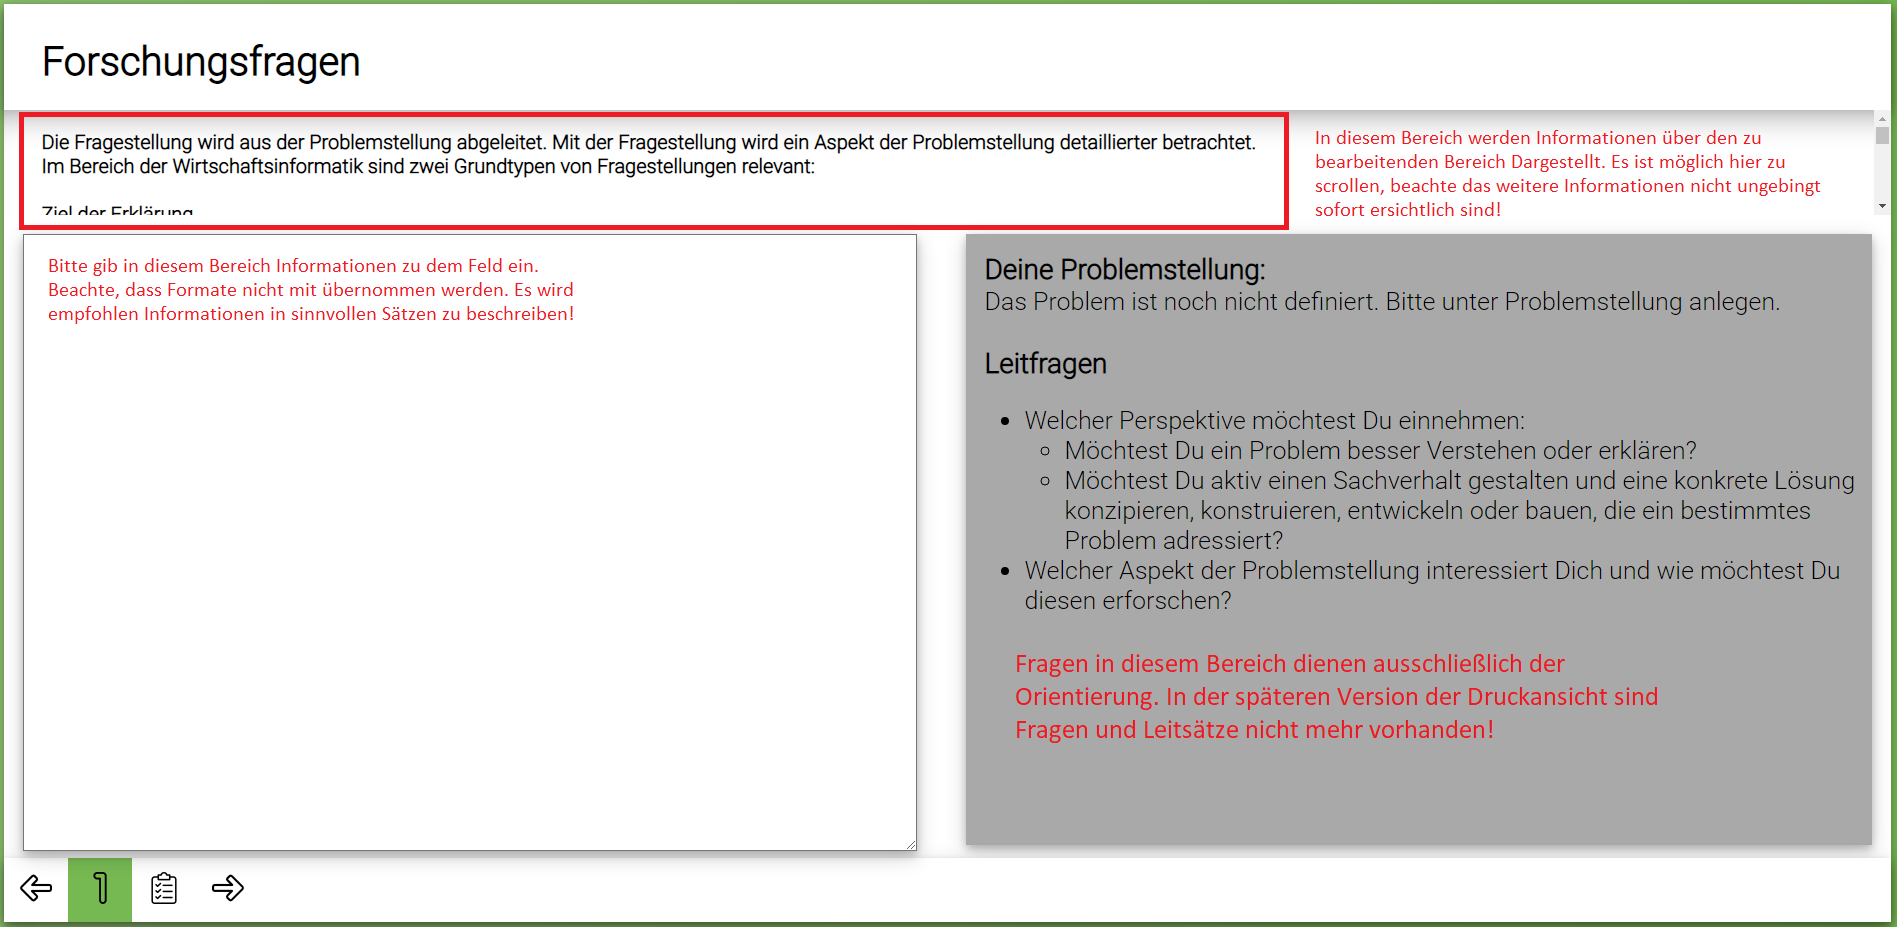 Forschungsfragen
Die Fragestellung wird aus der Problemstellung abgeleitet. Mit der Fragestellung wird ein Aspekt der Problemstellung detaillierter betrachtet.
Im Bereich der Wirtschaftsinformatik sind zwei Grundtypen von Fragestellungen relevant:
Ziel der Erklärung
In diesem Bereich werden Informationen über den zu
bearbeitenden Bereich Dargestellt. Es ist möglich hier zu
scrollen, beachte das weitere Informationen nicht ungebingt
sofort ersichtlich sind!
Bitte gib in diesem Bereich Informationen zu dem Feld ein.
Beachte, dass Formate nicht mit übernommen werden. Es wird
empfohlen Informationen in sinnvollen Sätzen zu beschreiben!
Deine Problemstellung:
Das Problem ist noch nicht definiert. Bitte unter Problemstellung anlegen.
Leitfragen
Welcher Perspektive möchtest Du einnehmen:
Möchtest Du ein Problem besser Verstehen oder erklären?
Möchtest Du aktiv einen Sachverhalt gestalten und eine konkrete Lösung
konzipieren, konstruieren, entwickeln oder bauen, die ein bestimmtes
Problem adressiert?
Welcher Aspekt der Problemstellung interessiert Dich und wie möchtest Du
diesen erforschen?
Fragen in diesem Bereich dienen ausschließlich der
Orientierung. In der späteren Version der Druckansicht sind
Fragen und Leitsätze nicht mehr vorhanden!
1